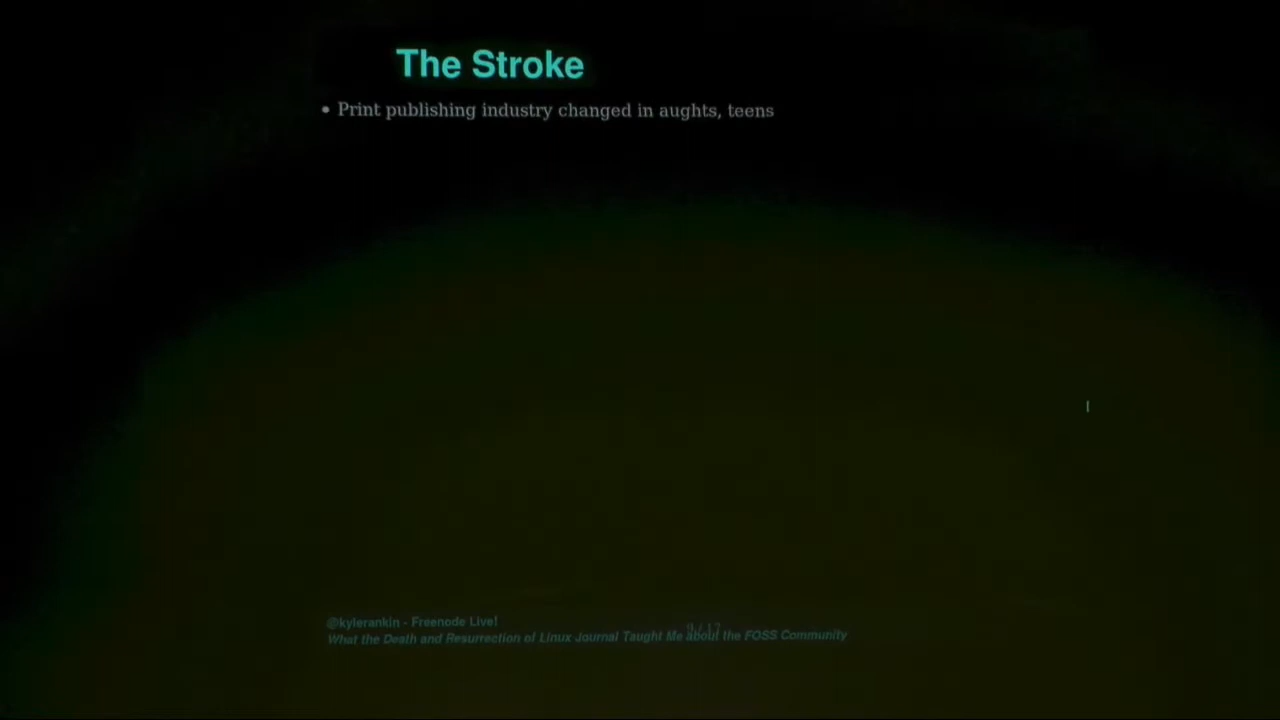 The Stroke
• Print publishing industry changed in aughts, teens
@kylerankin - Freenode Live!
What the Death and Resurrection of Linux Journal Taught Me about the FOSS Community